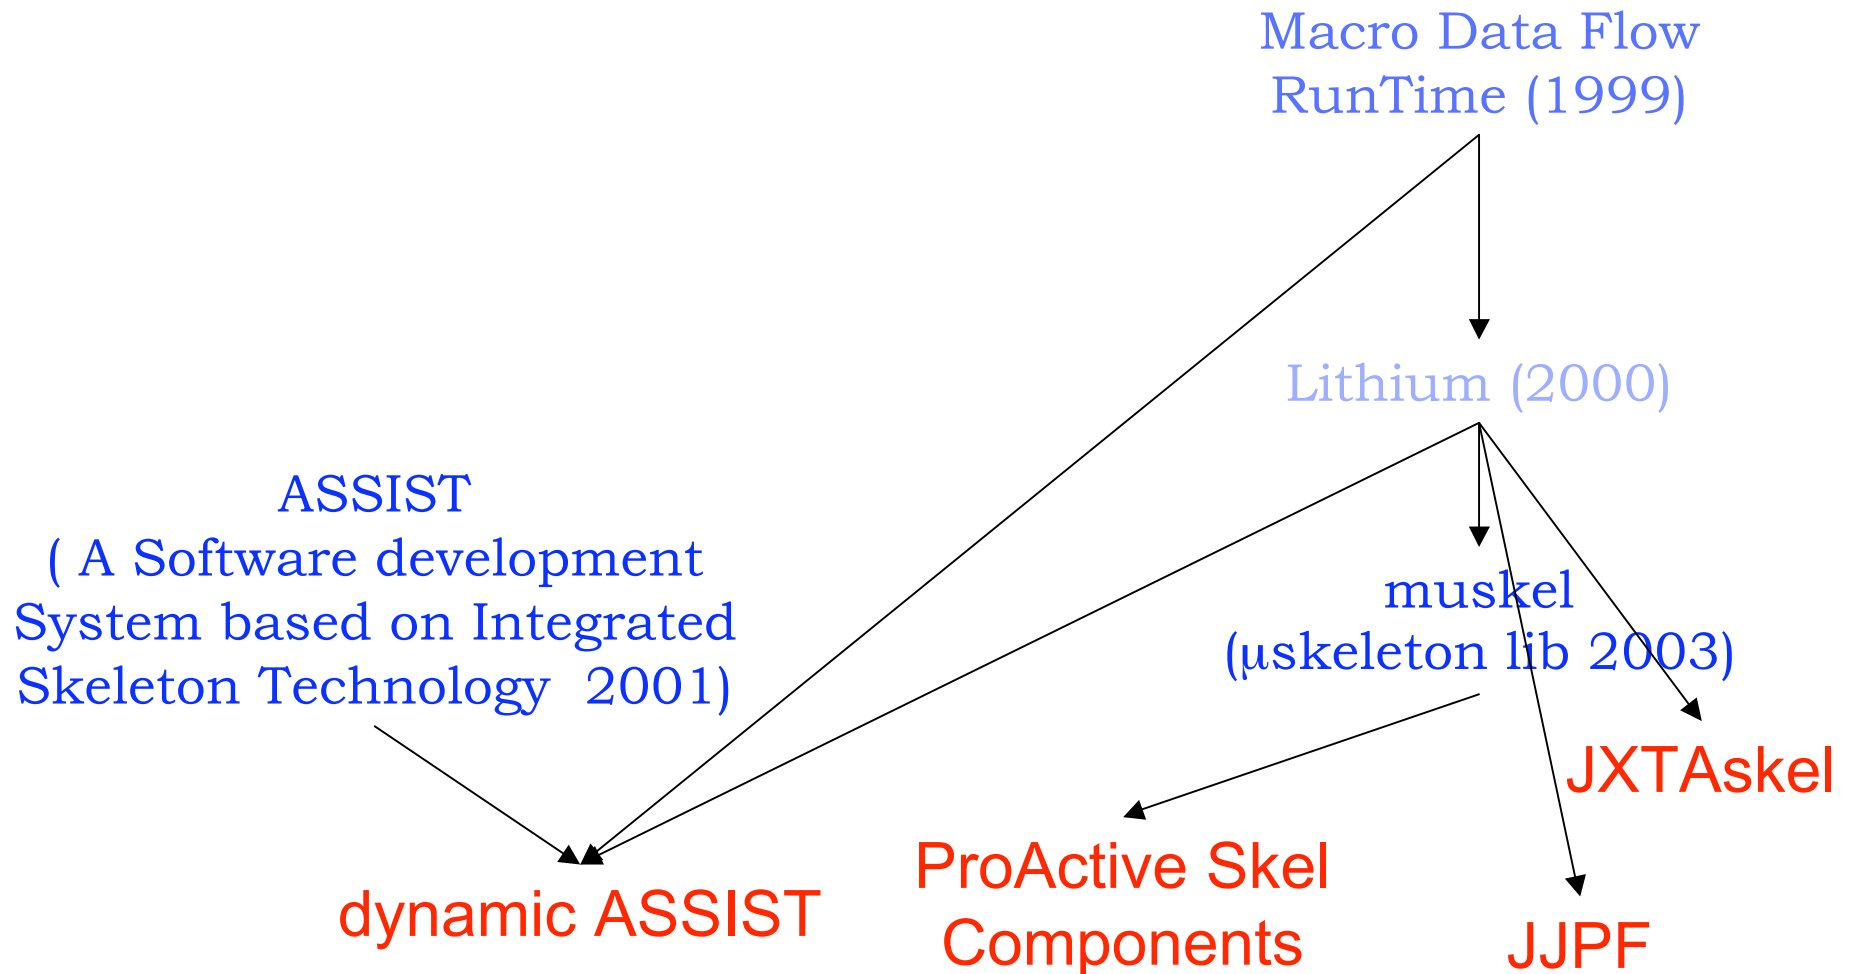 Macro Data Flow
RunTime (1999)
Lithium (2000)
ASSIST
( A Software development
System based on Integrated
Skeleton Technology  2001)
muskel
(μskeleton lib 2003)
JXTAskel
ProActive Skel
Components
dynamic ASSIST
JJPF